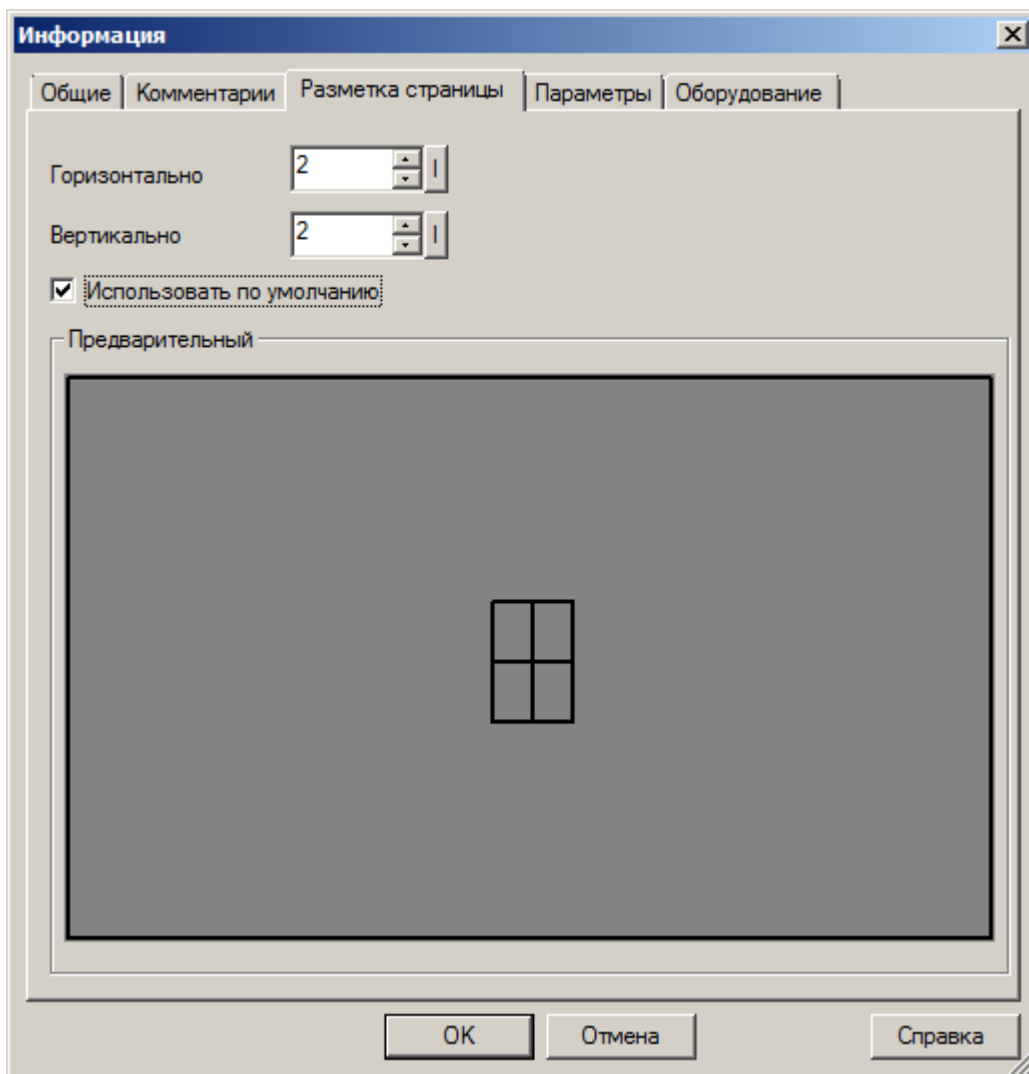 Информация
Общие Комментарии Разметка страницы Параметры Оборудование
Горизонтально 2 I
Вертикально 2 I
Использовать по умолчанию
Предварительный
OK Отмена Справка